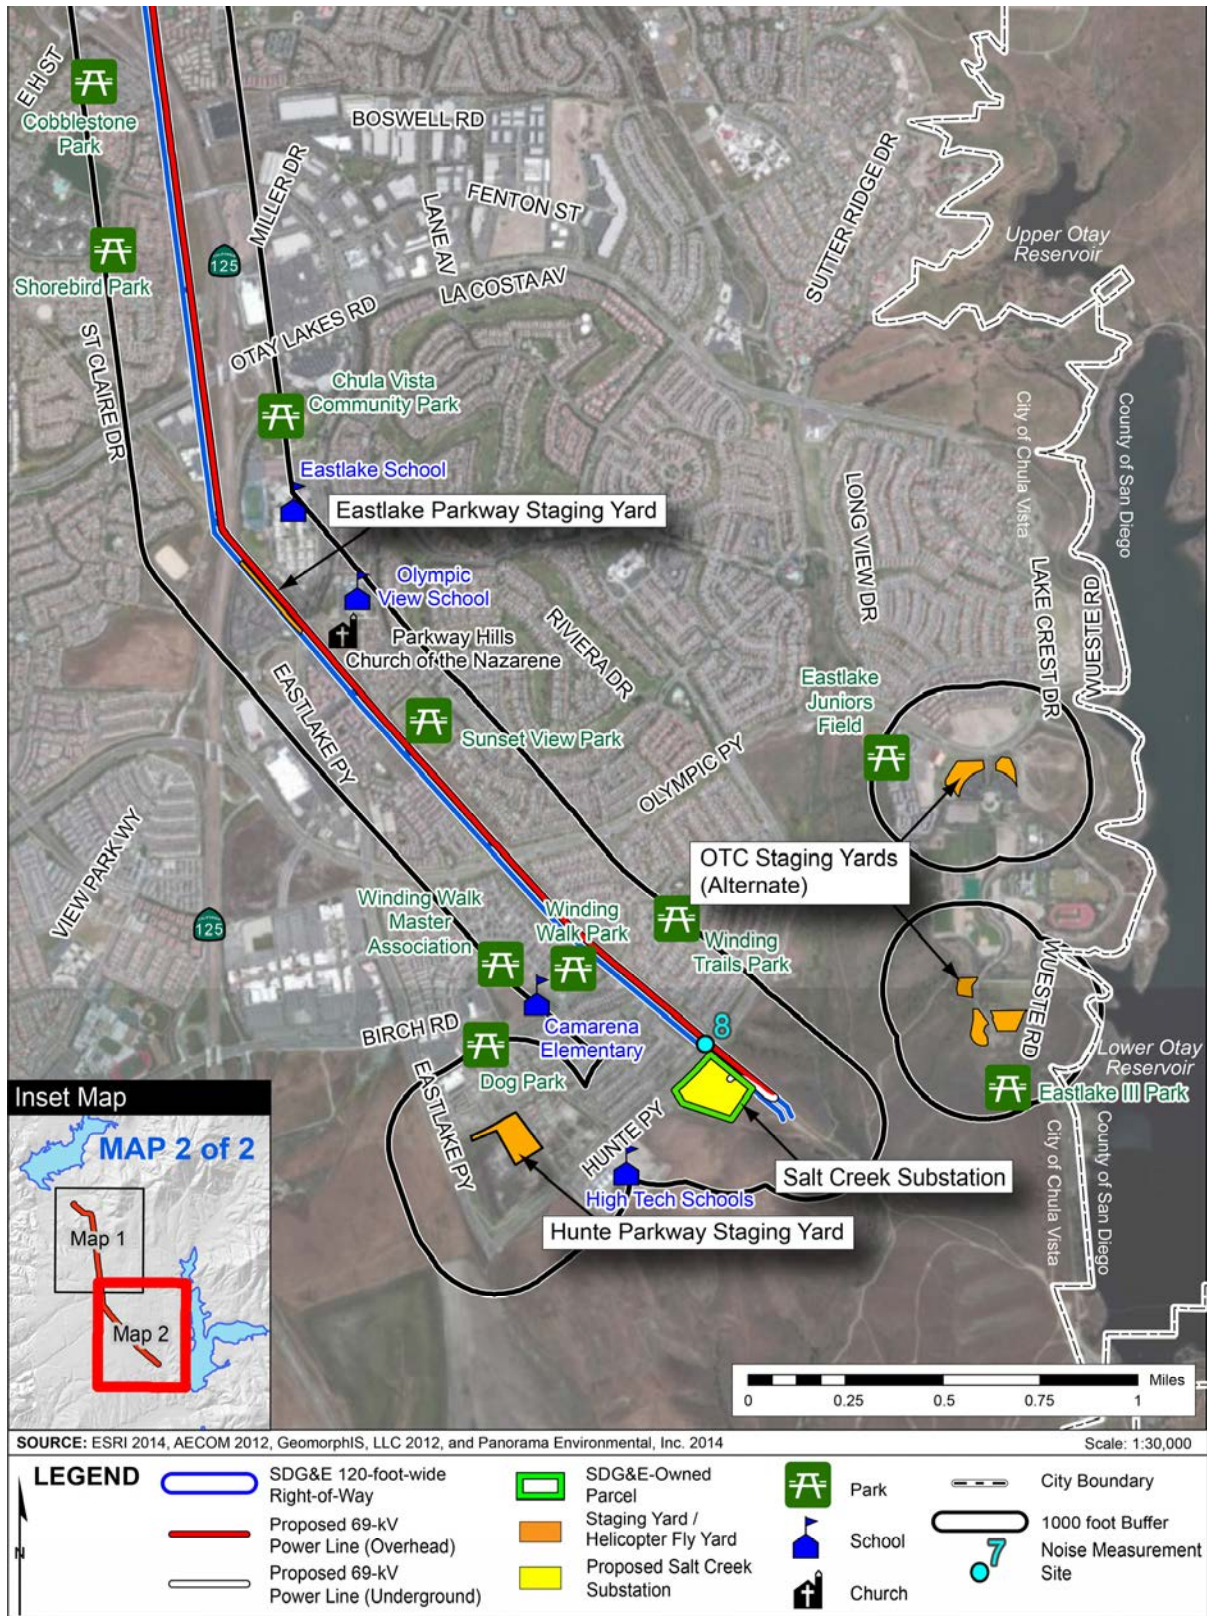 E H ST
Cobblestone
Park
BOSWELL RD
MILLER DR
FENTON ST
LANE AV
SUTTER RIDGE DR
Upper Otay
Reservoir
Shorebird Park
125
LA COSTA AV
OTAY LAKES RD
ST CLAIRE DR
Chula Vista
Community Park
City of Chula Vista
County of San Diego
Eastlake School
Eastlake Parkway Staging Yard
LONG VIEW DR
LAKE CREST DR
WUESTE RD
Olympic
View School
Parkway Hills
Church of the Nazarene
RIVIERA DR
EASTLAKE PY
Eastlake
Juniors
Field
Sunset View Park
OLYMPIC PY
VIEW PARK WY
OTC Staging Yards
(Alternate)
125
Winding Walk
Master
Association
Winding
Walk Park
Winding
Trails Park
WUESTE RD
BIRCH RD
Camarena
Elementary
8
Lower Otay
Reservoir
Dog Park
Eastlake III Park
EASTLAKE PY
HUNTE PY
City of Chula Vista
County of San Diego
Salt Creek Substation
High Tech Schools
Hunte Parkway Staging Yard
Inset Map
MAP 2 of 2
Map 1
Map 2
Miles
0 0.25 0.5 0.75 1
SOURCE: ESRI 2014, AECOM 2012, GeomorphIS, LLC 2012, and Panorama Environmental, Inc. 2014
Scale: 1:30,000
LEGEND
N
SDG&E 120-foot-wide
Right-of-Way
Proposed 69-kV
Power Line (Overhead)
Proposed 69-kV
Power Line (Underground)
SDG&E-Owned
Parcel
Staging Yard /
Helicopter Fly Yard
Proposed Salt Creek
Substation
Park
School
Church
City Boundary
1000 foot Buffer
7
Noise Measurement
Site